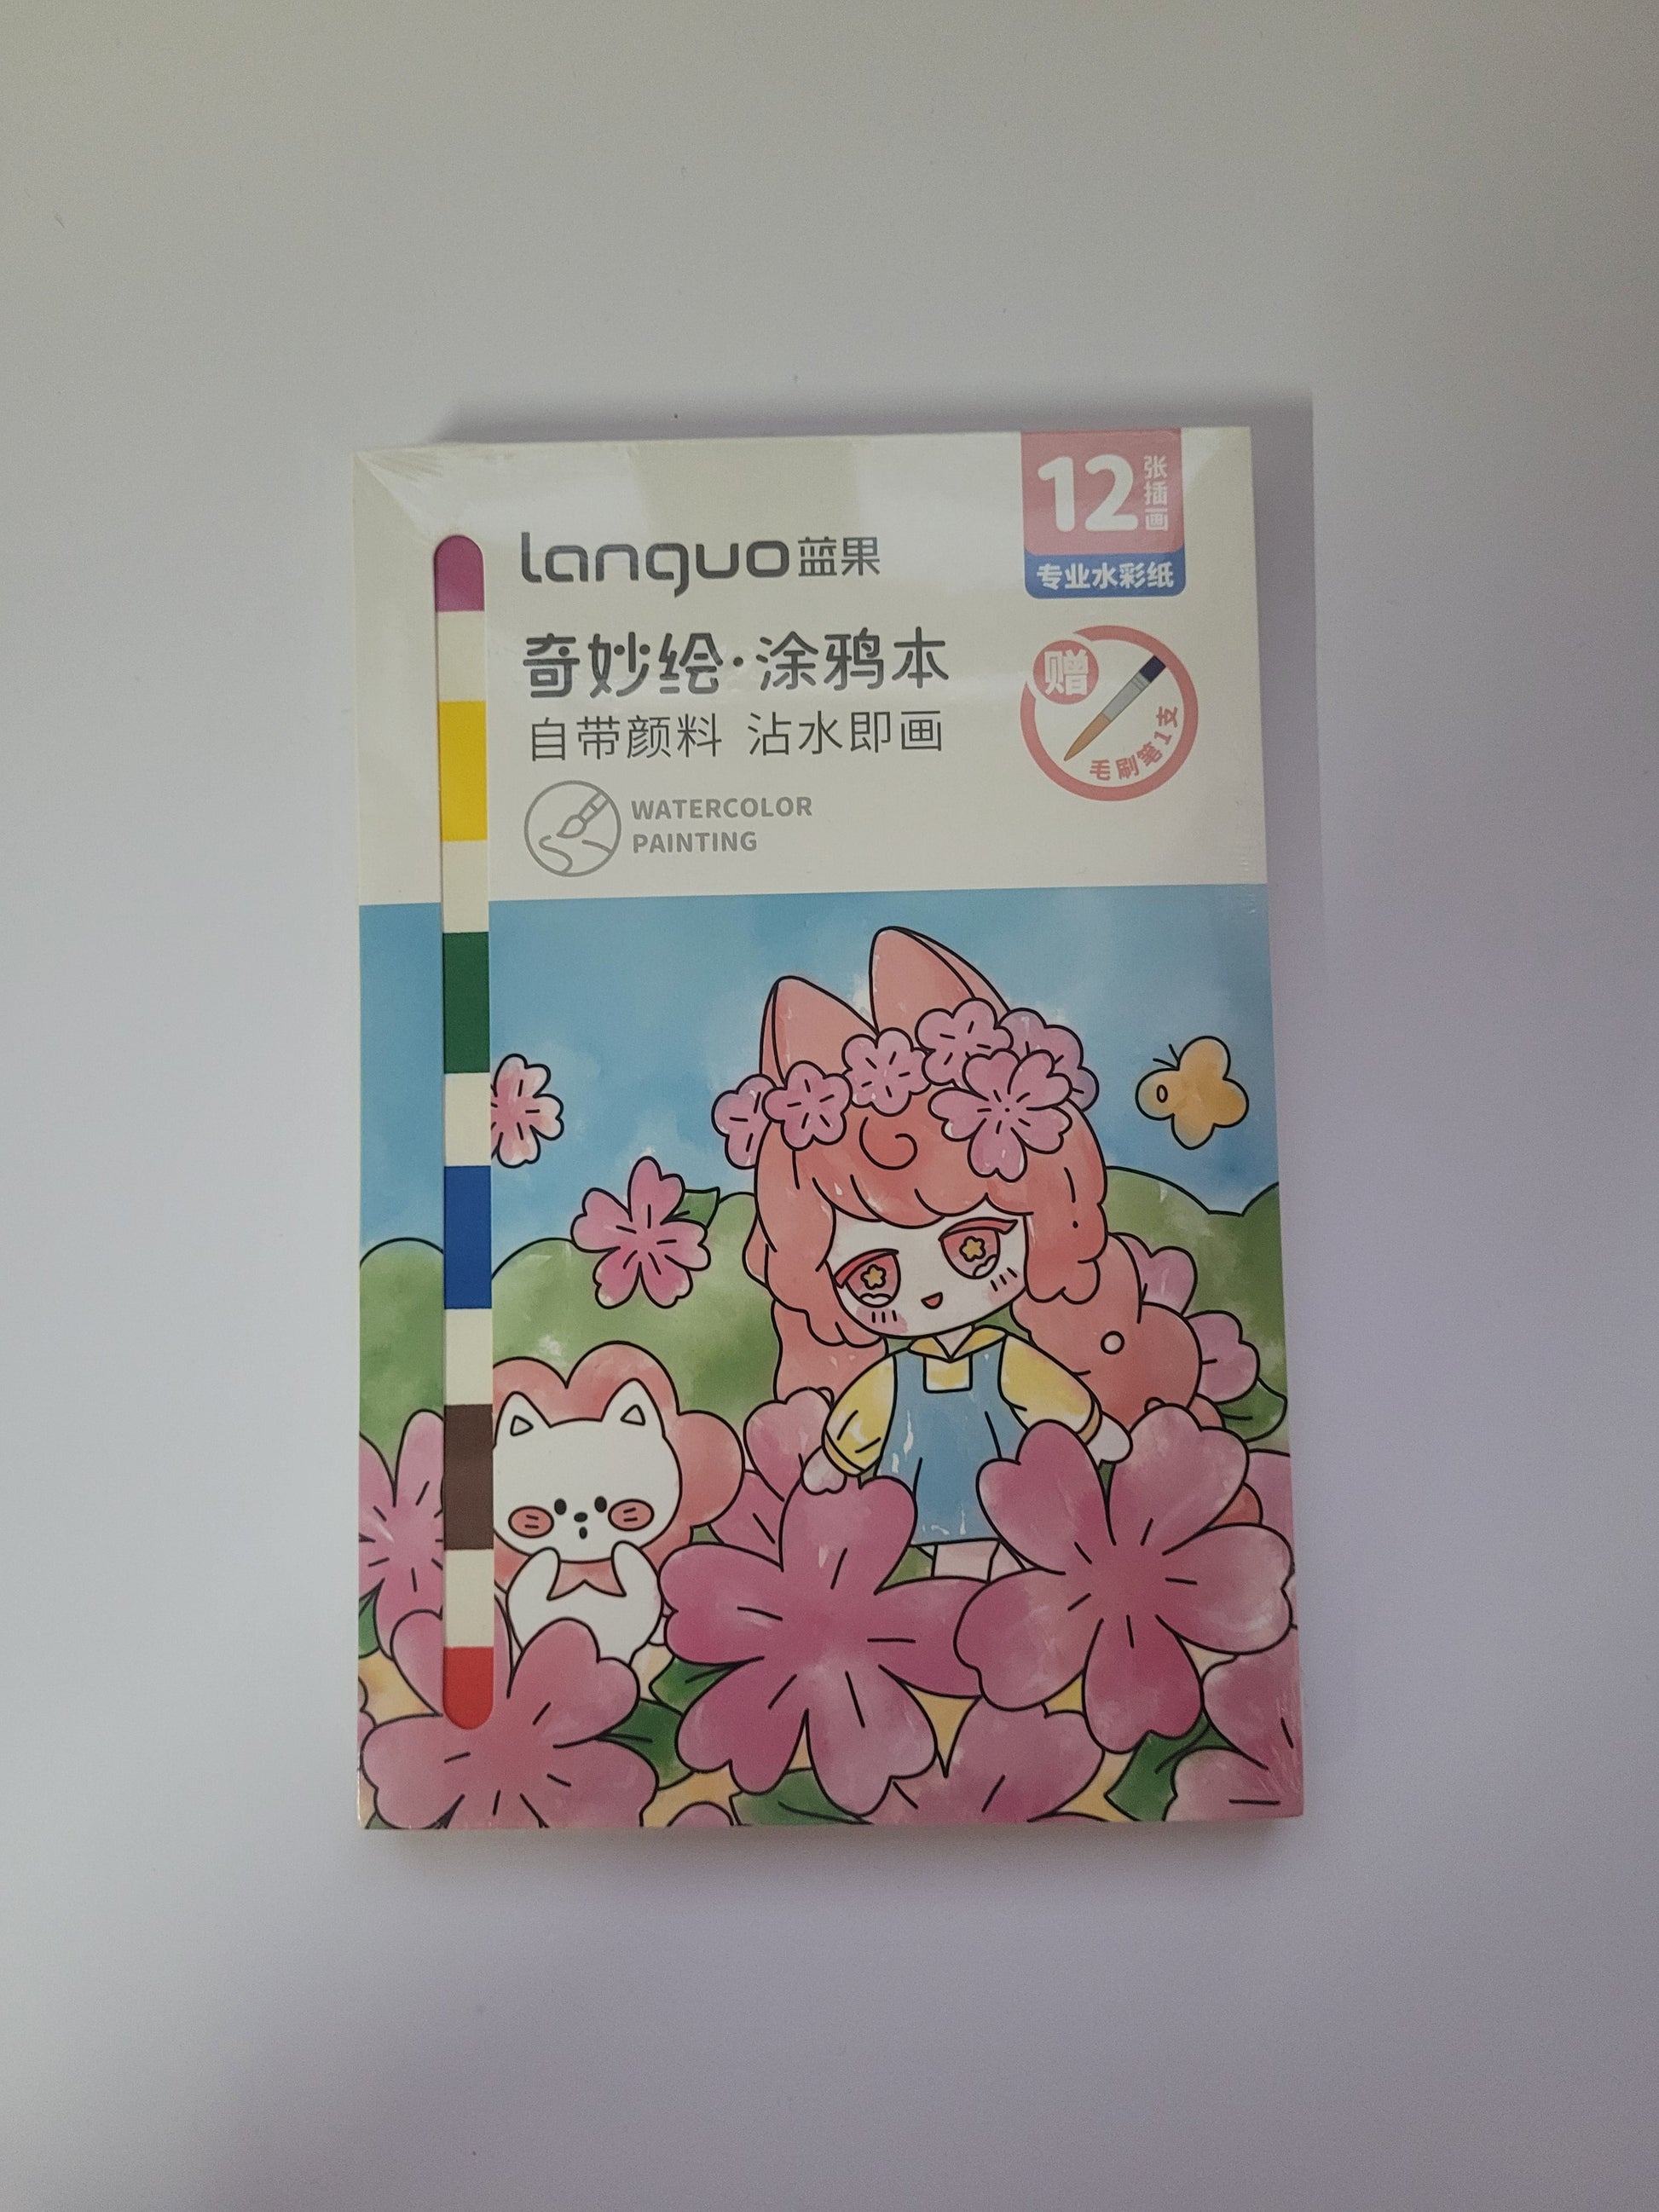 languo蓝果
12张插画
专业水彩纸
奇妙绘·涂鸦本
自带颜料 沾水即画
赠
毛刷笔1支
WATERCOLOR
PAINTING